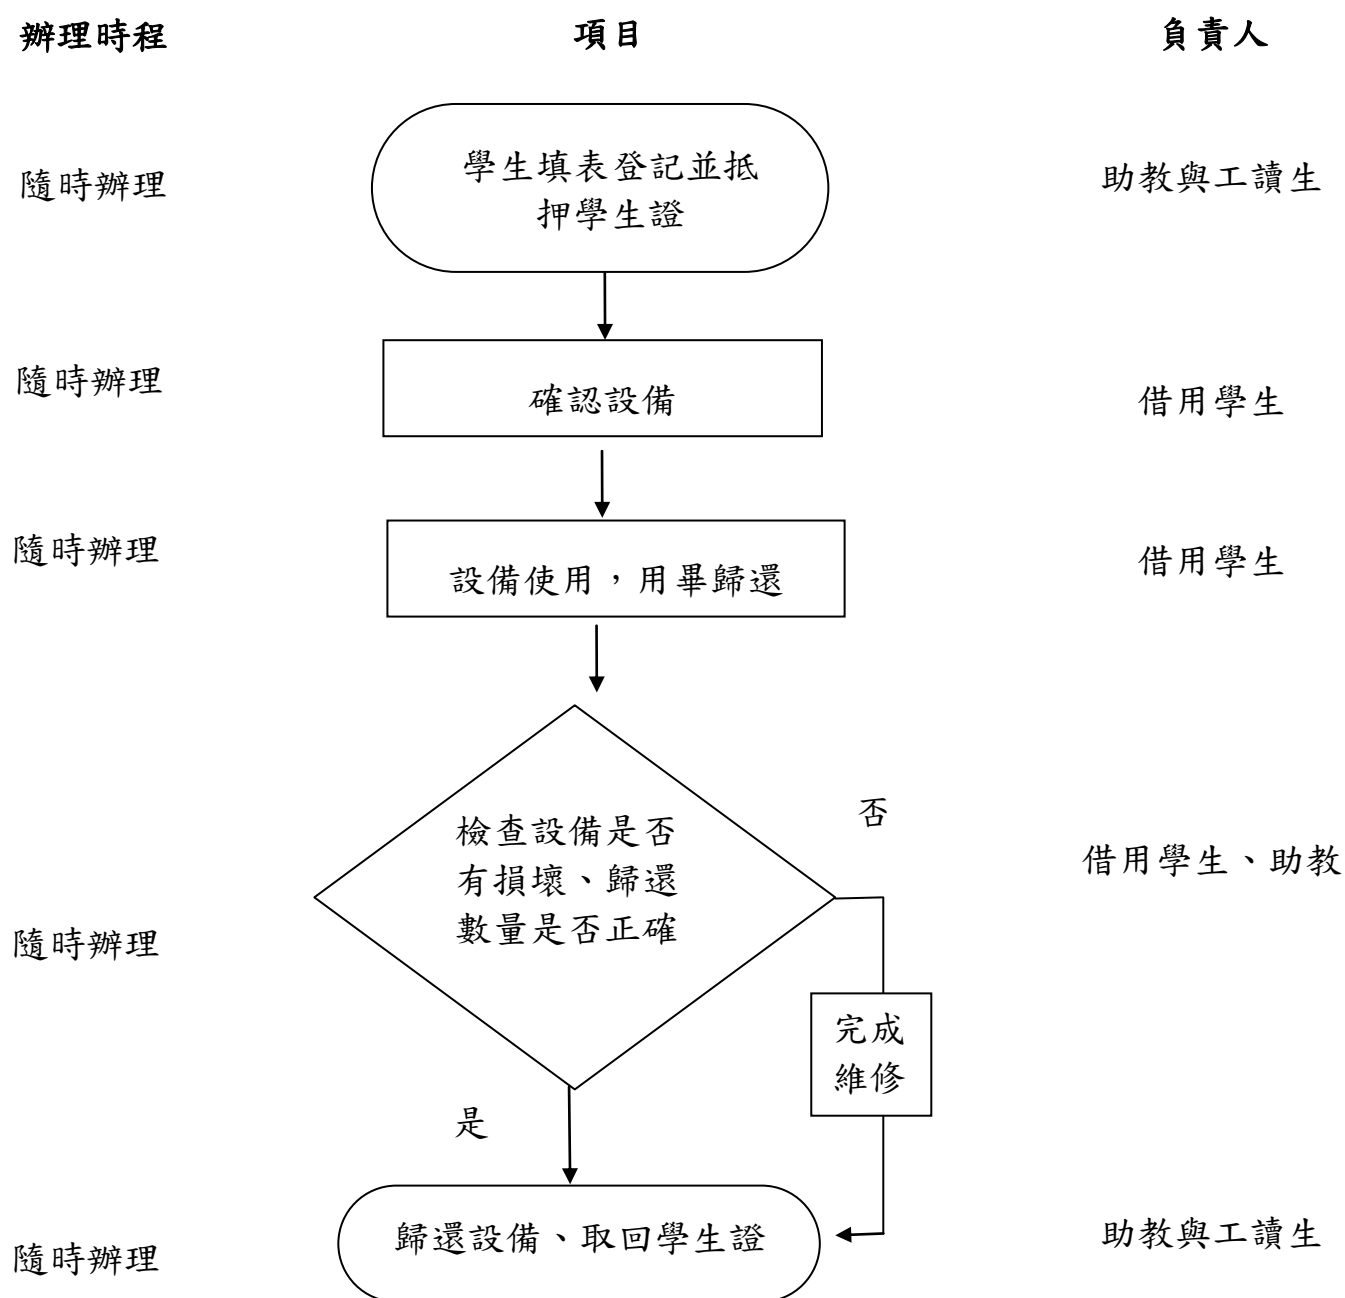 辦理時程
項目
負責人
隨時辦理
學生填表登記並抵
押學生證
助教與工讀生
隨時辦理
確認設備
借用學生
隨時辦理
設備使用，用畢歸還
借用學生
否
檢查設備是否
有損壞、歸還
數量是否正確
借用學生、助教
隨時辦理
完成
維修
是
歸還設備、取回學生證
助教與工讀生
隨時辦理